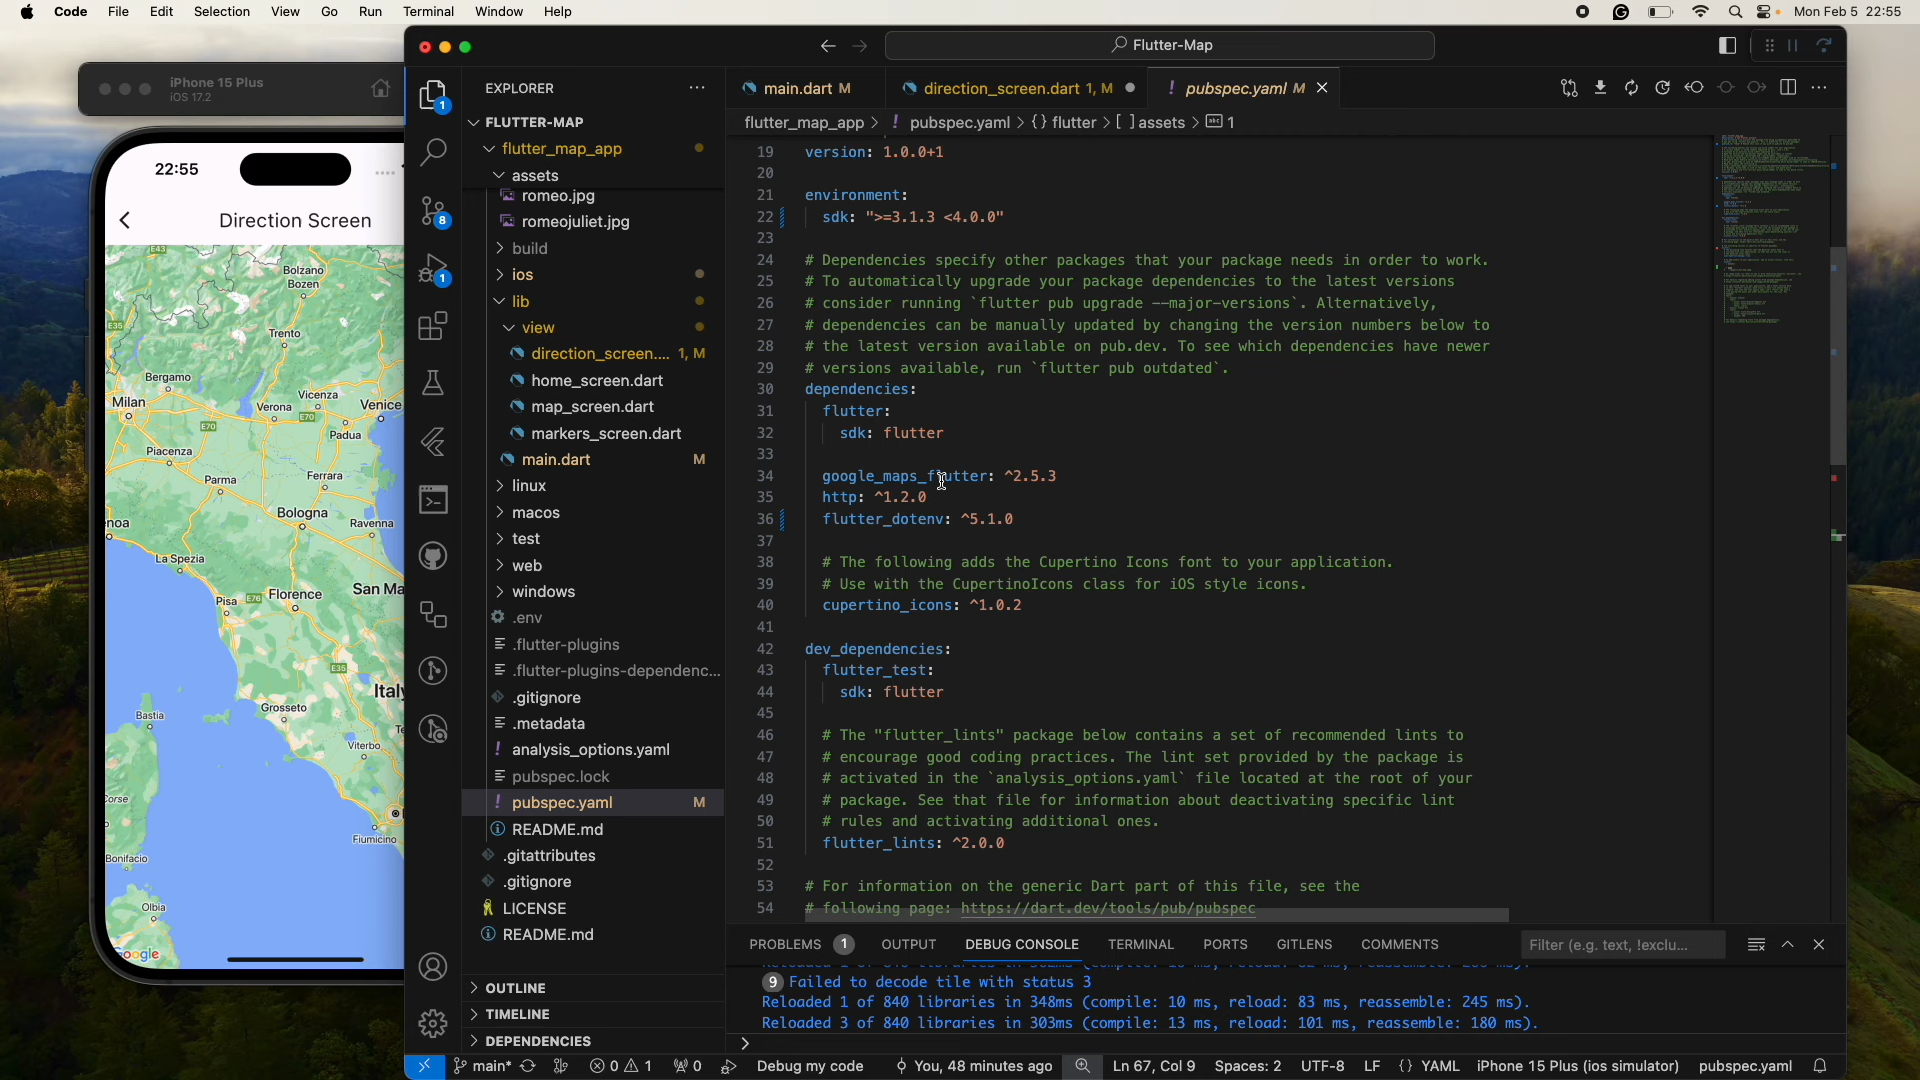 Code File Edit Selection View Go Run Terminal Window Help
Mon Feb 5 22:55
iPhone 15 Plus
iOS 17.2
22:55
Direction Screen
E43
Bolzano
Bozen
E35
Trento
Bergamo
Milan
Vicenza
Verona
Venice
E70
E70
Padua
Piacenza
Ferrara
Parma
Bologna
Ravenna
noa
La Spezia
Pisa
E76
Florence
San Ma
E35
Italy
Grosseto
Bastia
Te
Viterbo
Corse
Fiumicino
Bonifacio
Olbia
Google
Flutter-Map
EXPLORER
FLUTTER-MAP
flutter_map_app
assets
romeo.jpg
romeojuliet.jpg
build
ios
lib
view
direction_screen.... 1, M
home_screen.dart
map_screen.dart
markers_screen.dart
main.dart M
linux
macos
test
web
windows
.env
.flutter-plugins
.flutter-plugins-dependenc...
.gitignore
.metadata
analysis_options.yaml
pubspec.lock
pubspec.yaml M
README.md
.gitattributes
.gitignore
LICENSE
README.md
OUTLINE
TIMELINE
DEPENDENCIES
1
8
1
main.dart M
direction_screen.dart 1, M
! pubspec.yaml M
flutter_map_app > ! pubspec.yaml > {} flutter > [ ] assets > abc 1
19 version: 1.0.0+1
20
21 environment:
22 sdk: ">=3.1.3 <4.0.0"
23
24 # Dependencies specify other packages that your package needs in order to work.
25 # To automatically upgrade your package dependencies to the latest versions
26 # consider running `flutter pub upgrade --major-versions`. Alternatively,
27 # dependencies can be manually updated by changing the version numbers below to
28 # the latest version available on pub.dev. To see which dependencies have newer
29 # versions available, run `flutter pub outdated`.
30 dependencies:
31 flutter:
32 sdk: flutter
33
34 google_maps_flutter: ^2.5.3
35 http: ^1.2.0
36 flutter_dotenv: ^5.1.0
37
38 # The following adds the Cupertino Icons font to your application.
39 # Use with the CupertinoIcons class for iOS style icons.
40 cupertino_icons: ^1.0.2
41
42 dev_dependencies:
43 flutter_test:
44 sdk: flutter
45
46 # The "flutter_lints" package below contains a set of recommended lints to
47 # encourage good coding practices. The lint set provided by the package is
48 # activated in the `analysis_options.yaml` file located at the root of your
49 # package. See that file for information about deactivating specific lint
50 # rules and activating additional ones.
51 flutter_lints: ^2.0.0
52
53 # For information on the generic Dart part of this file, see the
54 # following page: https://dart.dev/tools/pub/pubspec
PROBLEMS 1 OUTPUT DEBUG CONSOLE TERMINAL PORTS GITLENS COMMENTS
Filter (e.g. text, !exclu...
9 Failed to decode tile with status 3
Reloaded 1 of 840 libraries in 348ms (compile: 10 ms, reload: 83 ms, reassemble: 245 ms).
Reloaded 3 of 840 libraries in 303ms (compile: 13 ms, reload: 101 ms, reassemble: 180 ms).
main* 0 1 0 Debug my code You, 48 minutes ago Ln 67, Col 9 Spaces: 2 UTF-8 LF {} YAML iPhone 15 Plus (ios simulator) pubspec.yaml